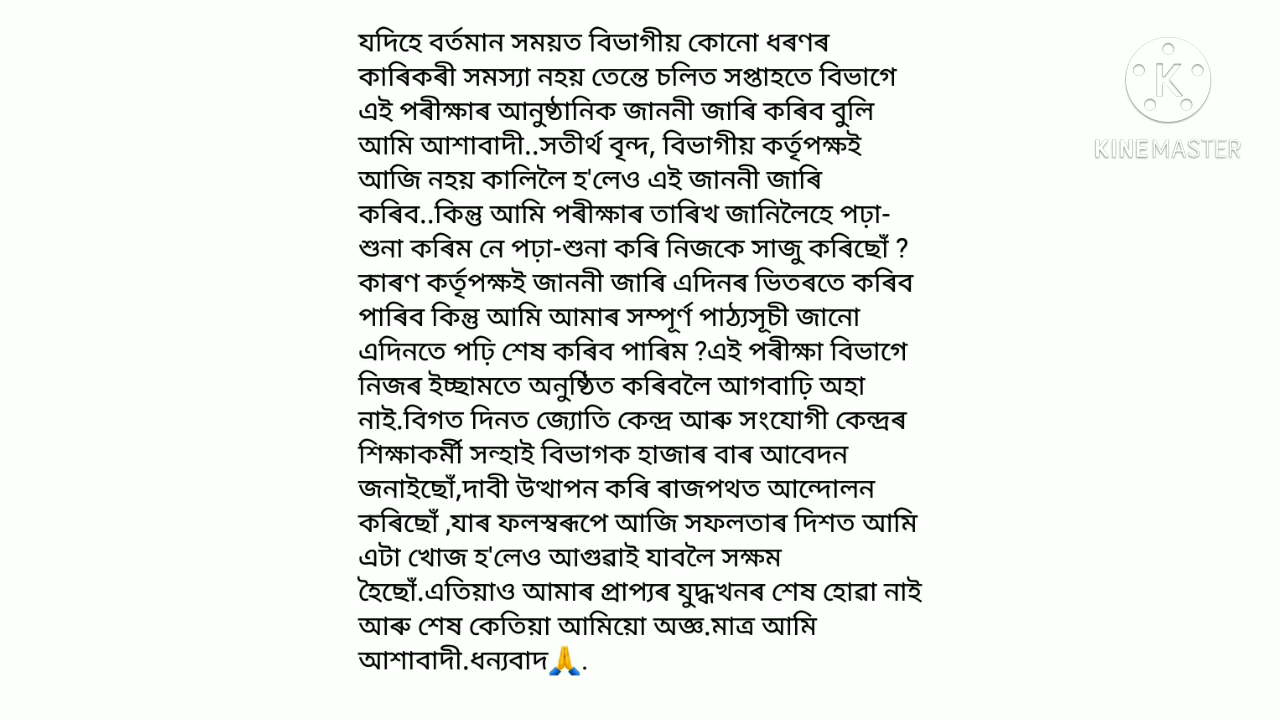 যদিহে বৰ্তমান সময়ত বিভাগীয় কোনো ধৰণৰ
কাৰিকৰী সমস্যা নহয় তেন্তে চলিত সপ্তাহতে বিভাগে
এই পৰীক্ষাৰ আনুষ্ঠানিক জাননী জাৰি কৰিব বুলি
আমি আশাবাদী..সতীৰ্থ বৃন্দ, বিভাগীয় কৰ্তৃপক্ষই
আজি নহয় কালিলৈ হ'লেও এই জাননী জাৰি
কৰিব..কিন্তু আমি পৰীক্ষাৰ তাৰিখ জানিলৈহে পঢ়া-
শুনা কৰিম নে পঢ়া-শুনা কৰি নিজকে সাজু কৰিছোঁ ?
কাৰণ কৰ্তৃপক্ষই জাননী জাৰি এদিনৰ ভিতৰতে কৰিব
পাৰিব কিন্তু আমি আমাৰ সম্পূৰ্ণ পাঠ্যসূচী জানো
এদিনতে পঢ়ি শেষ কৰিব পাৰিম ?এই পৰীক্ষা বিভাগে
নিজৰ ইচ্ছামতে অনুষ্ঠিত কৰিবলৈ আগবাঢ়ি অহা
নাই.বিগত দিনত জ্যোতি কেন্দ্ৰ আৰু সংযোগী কেন্দ্ৰৰ
শিক্ষাকৰ্মী সন্হাই বিভাগক হাজাৰ বাৰ আবেদন
জনাইছোঁ,দাবী উত্থাপন কৰি ৰাজপথত আন্দোলন
কৰিছোঁ ,যাৰ ফলস্বৰূপে আজি সফলতাৰ দিশত আমি
এটা খোজ হ'লেও আগুৱাই যাবলৈ সক্ষম
হৈছোঁ.এতিয়াও আমাৰ প্ৰাপ্যৰ যুদ্ধখনৰ শেষ হোৱা নাই
আৰু শেষ কেতিয়া আমিয়ো অজ্ঞ.মাত্ৰ আমি
আশাবাদী.ধন্যবাদ🙏.
K
KINEMASTER